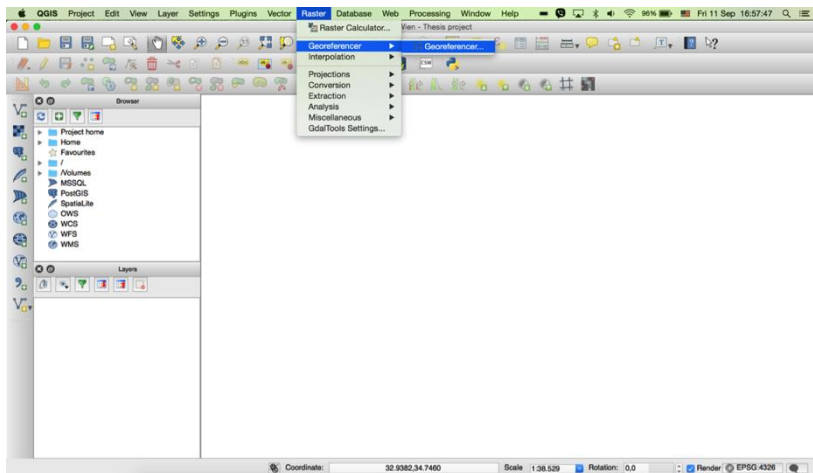 QGIS Project Edit View Layer Settings Plugins Vector Raster Database Web Processing Window Help 96% Fri 11 Sep 16:57:47
Wien - Thesis project
Raster Calculator...
Georeferencer
Georeferencer...
Interpolation
Projections
Conversion
Extraction
Analysis
Miscellaneous
GdalTools Settings...
CSW
Browser
Project home
Home
Favourites
/
/Volumes
MSSQL
PostGIS
SpatiaLite
OWS
WCS
WFS
WMS
Layers
Coordinate: 32.9382,34.7460 Scale 1:38.529 Rotation: 0,0 Render EPSG:4326